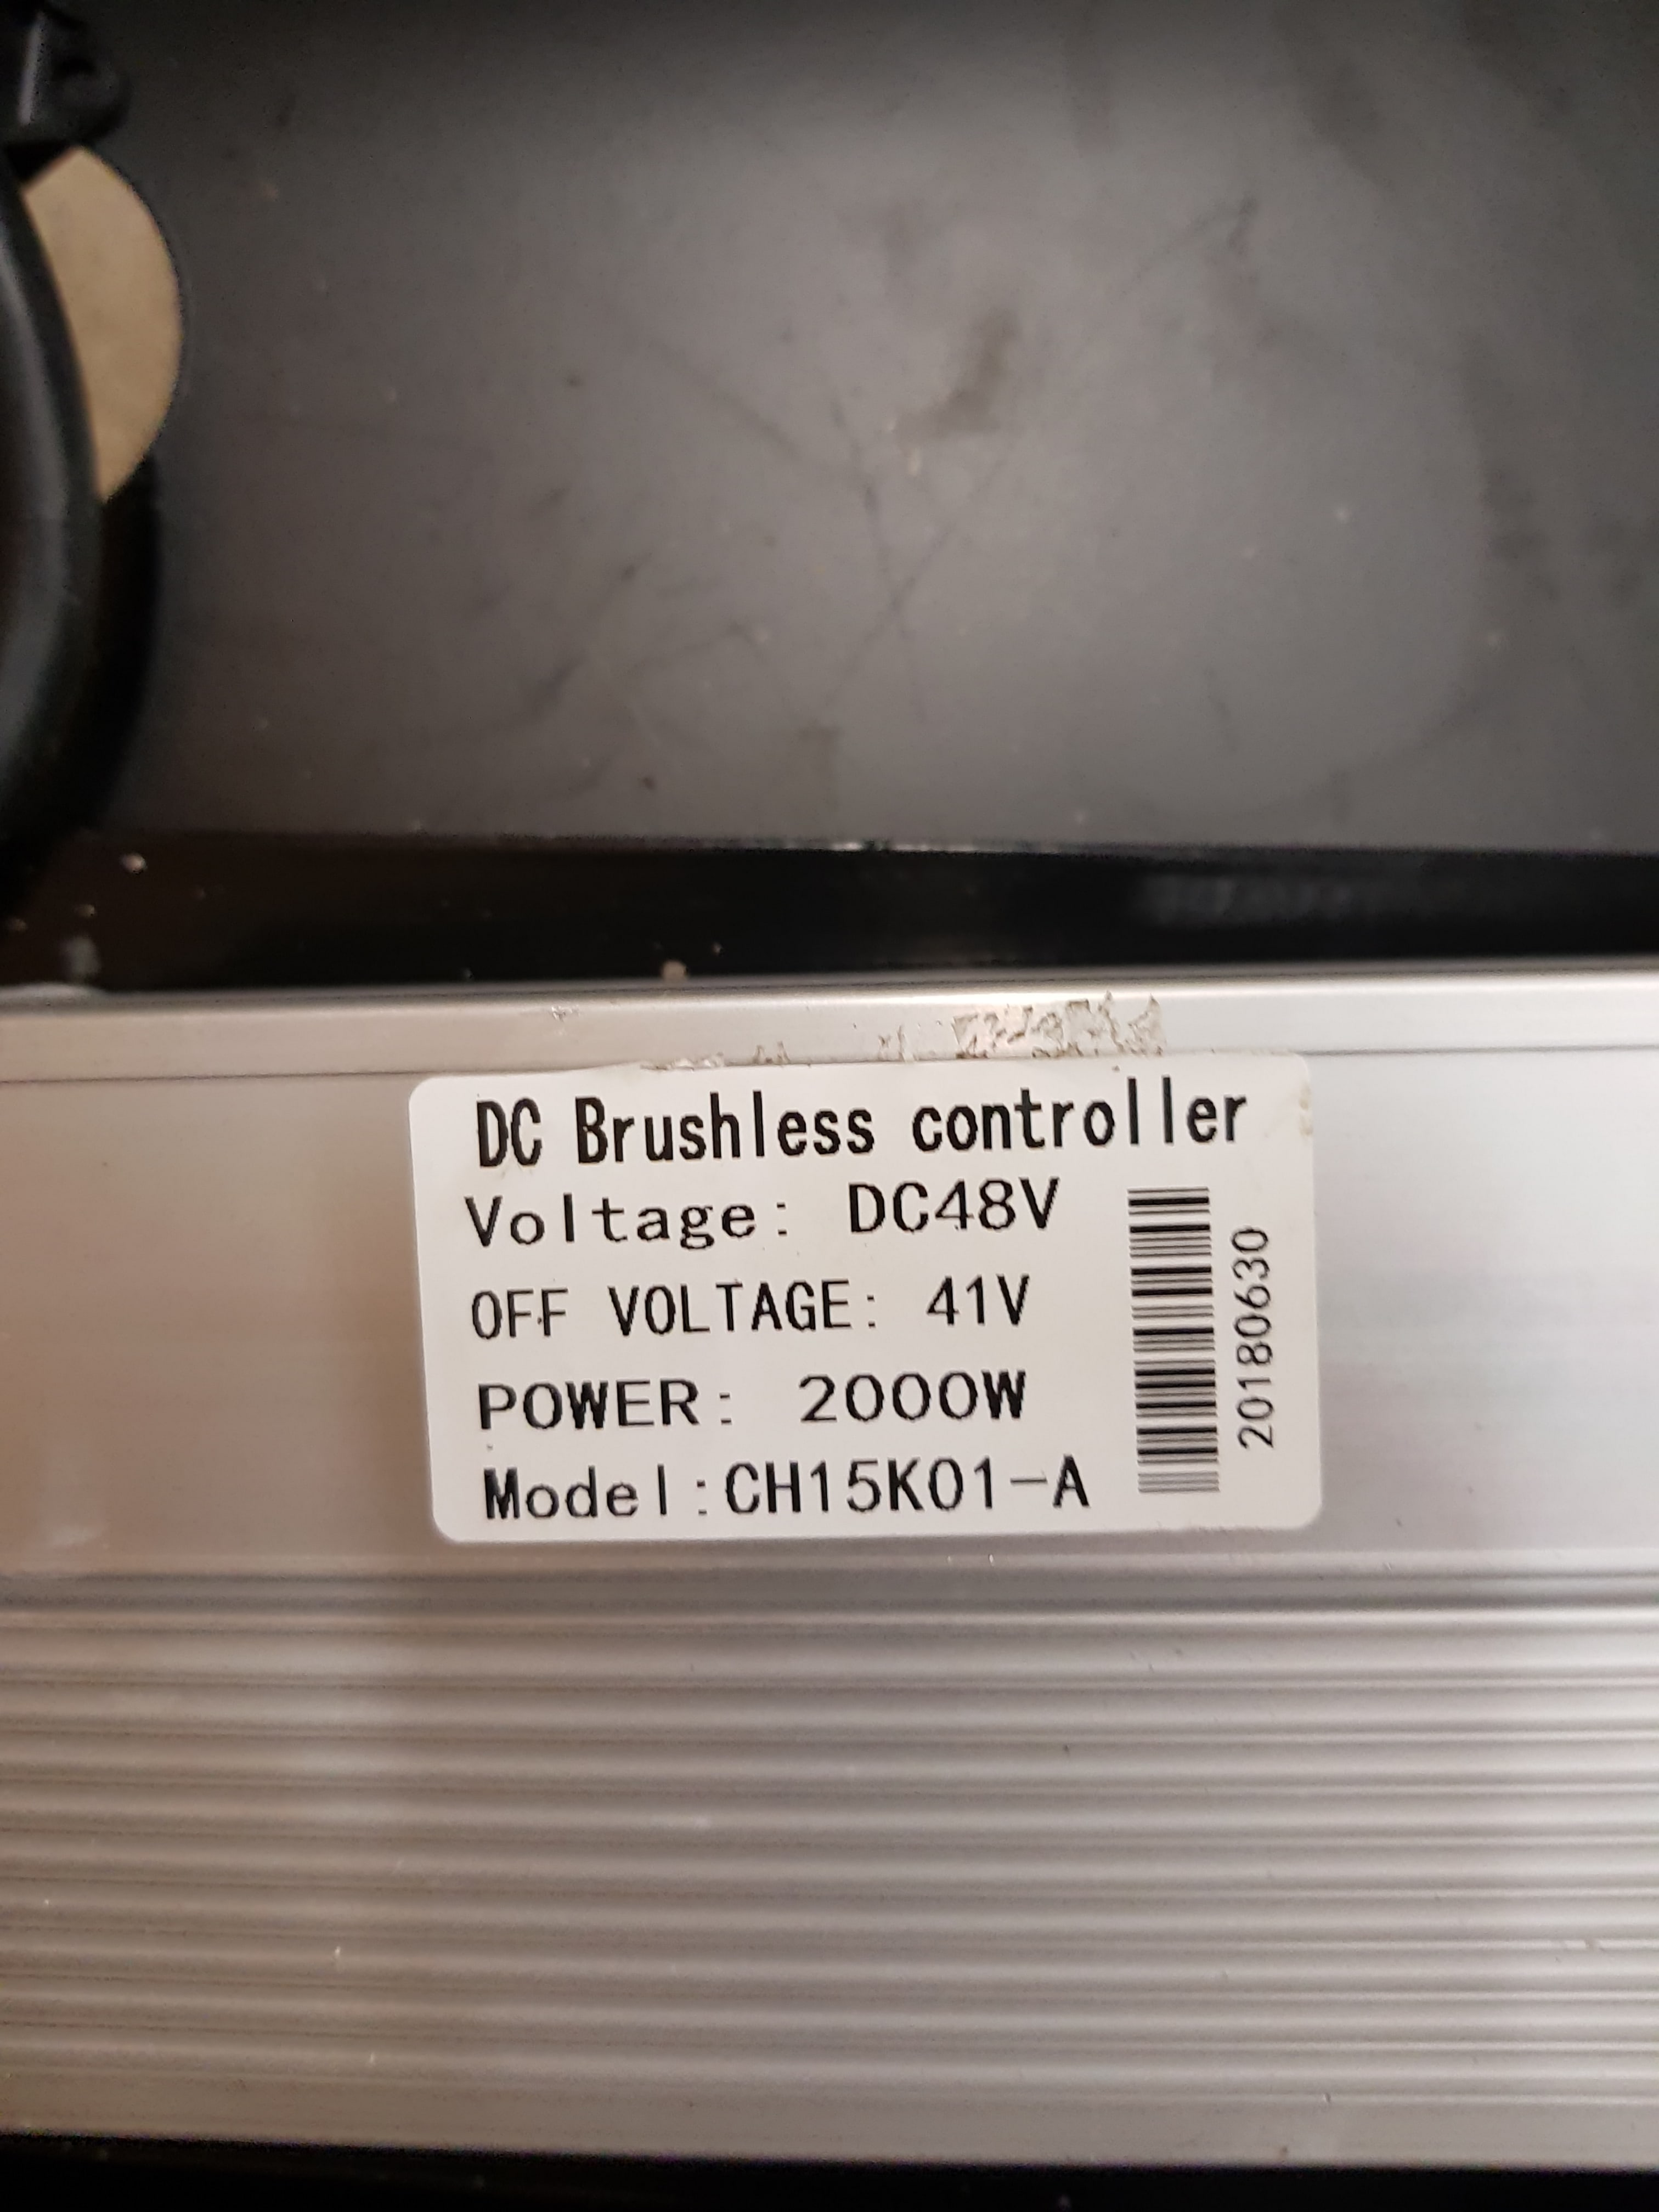 DC Brushless controller
Voltage: DC48V
OFF VOLTAGE: 41V
POWER: 2000W
Model:CH15K01-A
20180630